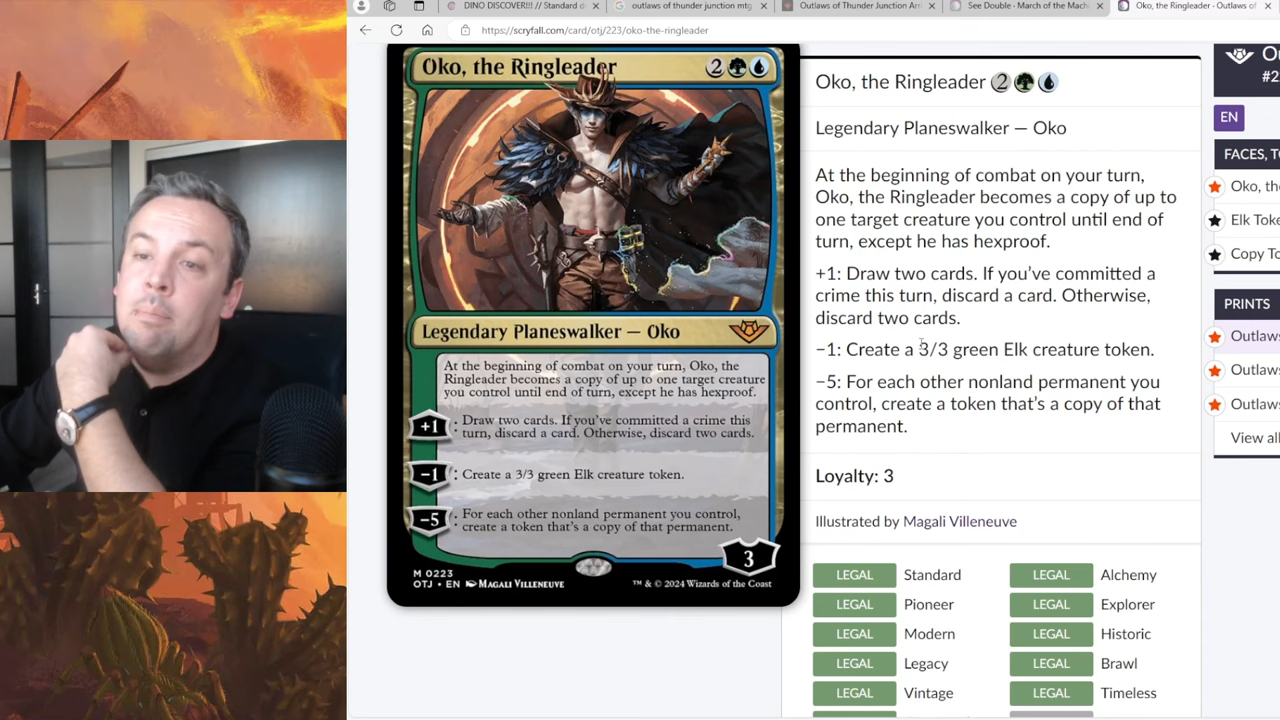 DINO DISCOVER!!! // Standard d
outlaws of thunder junction mtg
Outlaws of Thunder Junction Art
See Double - March of the Mach
Oko, the Ringleader - Outlaws of
https://scryfall.com/card/otj/223/oko-the-ringleader
Oko, the Ringleader 2
Legendary Planeswalker — Oko
At the beginning of combat on your turn, Oko, the
Ringleader becomes a copy of up to one target creature
you control until end of turn, except he has hexproof.
+1: Draw two cards. If you've committed a crime this
turn, discard a card. Otherwise, discard two cards.
−1: Create a 3/3 green Elk creature token.
−5: For each other nonland permanent you control,
create a token that's a copy of that permanent.
3
M 0223
OTJ • EN MAGALI VILLENEUVE
™ & © 2024 Wizards of the Coast
Oko, the Ringleader 2
Legendary Planeswalker — Oko
At the beginning of combat on your turn,
Oko, the Ringleader becomes a copy of up to
one target creature you control until end of
turn, except he has hexproof.
+1: Draw two cards. If you've committed a
crime this turn, discard a card. Otherwise,
discard two cards.
−1: Create a 3/3 green Elk creature token.
−5: For each other nonland permanent you
control, create a token that's a copy of that
permanent.
Loyalty: 3
Illustrated by Magali Villeneuve
LEGAL Standard LEGAL Alchemy
LEGAL Pioneer LEGAL Explorer
LEGAL Modern LEGAL Historic
LEGAL Legacy LEGAL Brawl
LEGAL Vintage LEGAL Timeless
Ou
#2
EN
FACES, TO
Oko, the
Elk Toke
Copy To
PRINTS
Outlaws
Outlaws
Outlaws
View all